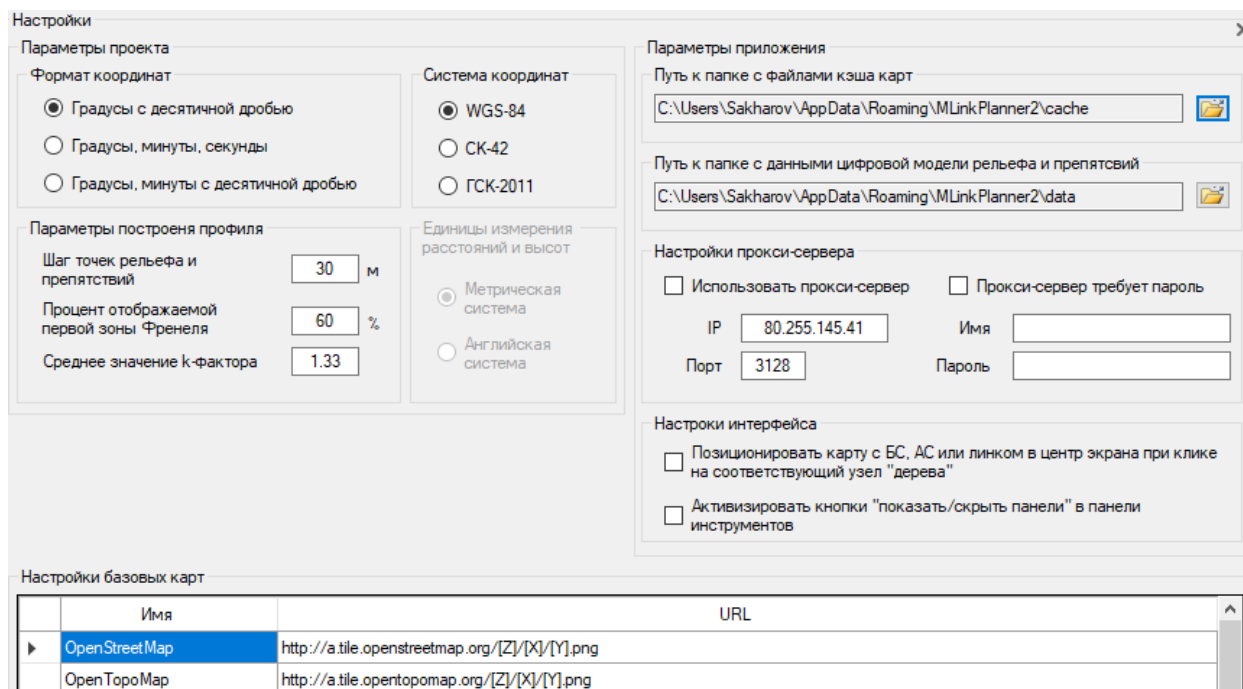 Настройки
Параметры проекта
Формат координат
Градусы с десятичной дробью
Градусы, минуты, секунды
Градусы, минуты с десятичной дробью
Система координат
WGS-84
СК-42
ГСК-2011
Параметры построеня профиля
Шаг точек рельефа и
препятствий
30 м
Процент отображаемой
первой зоны Френеля
60 %
Среднее значение k-фактора
1.33
Единицы измерения
расстояний и высот
Метрическая
система
Английская
система
Параметры приложения
Путь к папке с файлами кэша карт
C:\Users\Sakharov\AppData\Roaming\MLinkPlanner2\cache
Путь к папке с данными цифровой модели рельефа и препятсвий
C:\Users\Sakharov\AppData\Roaming\MLinkPlanner2\data
Настройки прокси-сервера
Использовать прокси-сервер
Прокси-сервер требует пароль
IP 80.255.145.41 Имя
Порт 3128 Пароль
Настроки интерфейса
Позиционировать карту с БС, АС или линком в центр экрана при клике
на соответствующий узел "дерева"
Активизировать кнопки "показать/скрыть панели" в панели
инструментов
Настройки базовых карт
Имя URL
OpenStreetMap http://a.tile.openstreetmap.org/[Z]/[X]/[Y].png
OpenTopoMap http://a.tile.opentopomap.org/[Z]/[X]/[Y].png